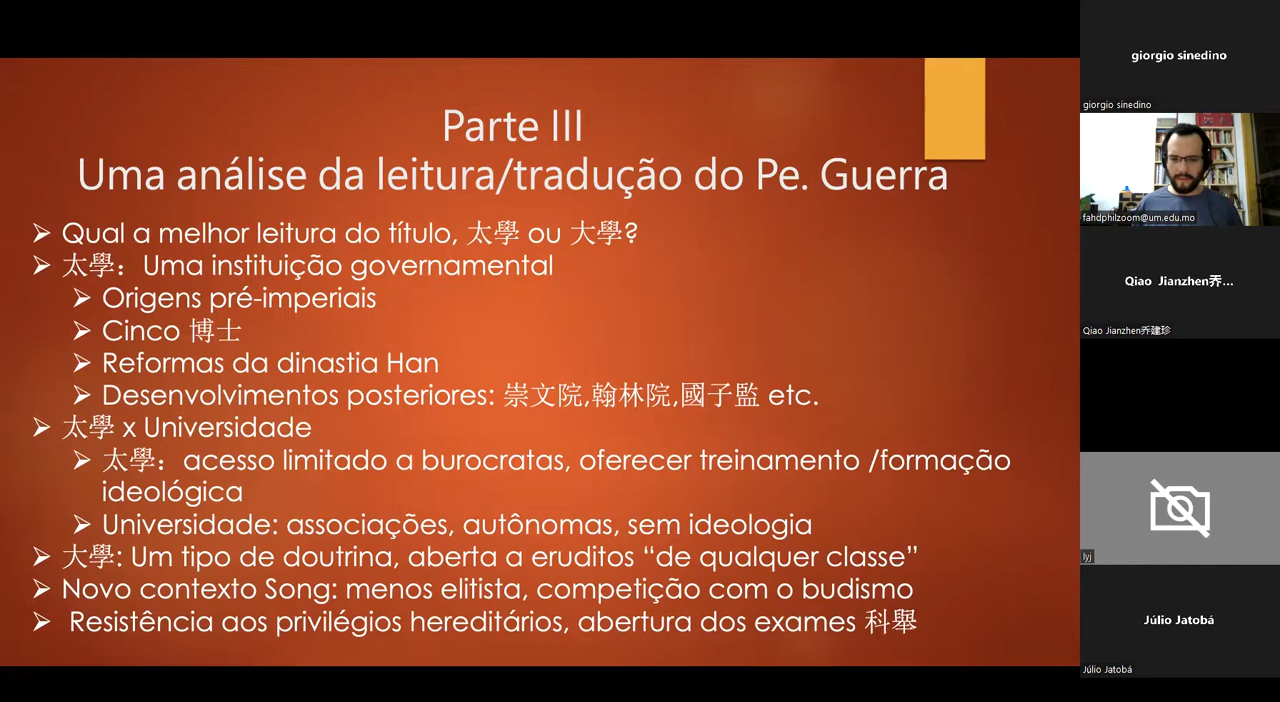 Parte III
Uma análise da leitura/tradução do Pe. Guerra
Qual a melhor leitura do título, 太學 ou 大學?
太學：Uma instituição governamental
Origens pré-imperiais
Cinco 博士
Reformas da dinastia Han
Desenvolvimentos posteriores: 崇文院,翰林院,國子監 etc.
太學 x Universidade
太學：acesso limitado a burocratas, oferecer treinamento /formação
ideológica
Universidade: associações, autônomas, sem ideologia
大學: Um tipo de doutrina, aberta a eruditos “de qualquer classe”
Novo contexto Song: menos elitista, competição com o budismo
Resistência aos privilégios hereditários, abertura dos exames 科舉
giorgio sinedino
giorgio sinedino
fahdphilzoom@um.edu.mo
Qiao Jianzhen乔...
Qiao Jianzhen乔建珍
lyj
Júlio Jatobá
Júlio Jatobá